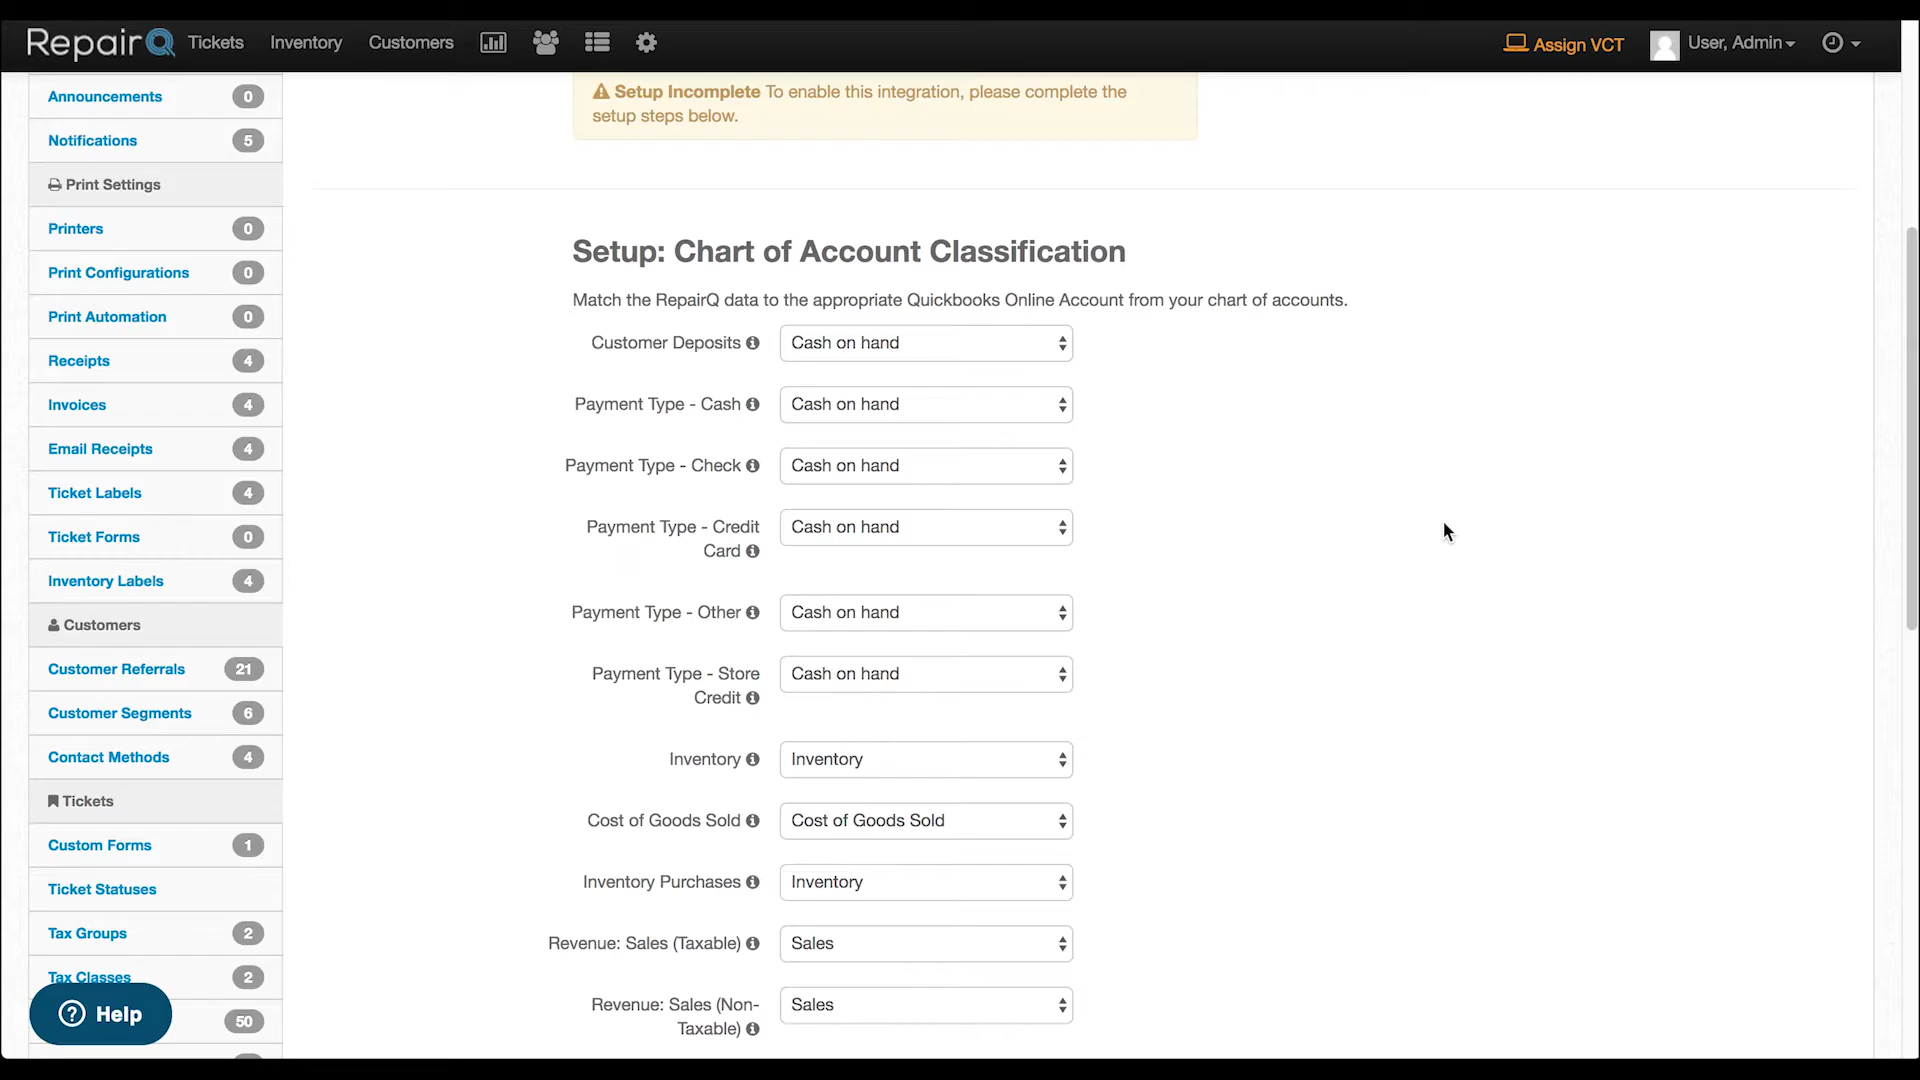 RepairQ Tickets Inventory Customers Assign VCT User, Admin
Announcements 0
Notifications 5
Print Settings
Printers 0
Print Configurations 0
Print Automation 0
Receipts 4
Invoices 4
Email Receipts 4
Ticket Labels 4
Ticket Forms 0
Inventory Labels 4
Customers
Customer Referrals 21
Customer Segments 6
Contact Methods 4
Tickets
Custom Forms 1
Ticket Statuses
Tax Groups 2
Tax Classes 2
50
Help
Setup Incomplete To enable this integration, please complete the
setup steps below.
Setup: Chart of Account Classification
Match the RepairQ data to the appropriate Quickbooks Online Account from your chart of accounts.
Customer Deposits Cash on hand
Payment Type - Cash Cash on hand
Payment Type - Check Cash on hand
Payment Type - Credit Cash on hand
Card
Payment Type - Other Cash on hand
Payment Type - Store Cash on hand
Credit
Inventory Inventory
Cost of Goods Sold Cost of Goods Sold
Inventory Purchases Inventory
Revenue: Sales (Taxable) Sales
Revenue: Sales (Non- Sales
Taxable)